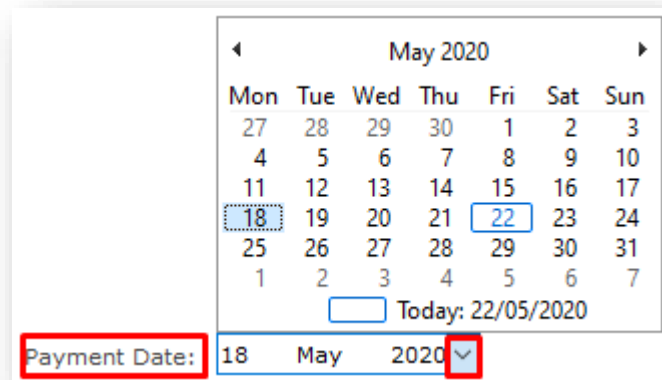 May 2020
Mon Tue Wed Thu Fri Sat Sun
27 28 29 30 1 2 3
4 5 6 7 8 9 10
11 12 13 14 15 16 17
18 19 20 21 22 23 24
25 26 27 28 29 30 31
1 2 3 4 5 6 7
Today: 22/05/2020
Payment Date: 18 May 2020